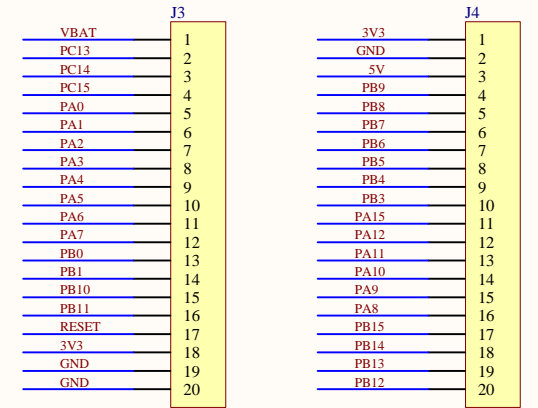 J3
VBAT 1
PC13 2
PC14 3
PC15 4
PA0 5
PA1 6
PA2 7
PA3 8
PA4 9
PA5 10
PA6 11
PA7 12
PB0 13
PB1 14
PB10 15
PB11 16
RESET 17
3V3 18
GND 19
GND 20
J4
3V3 1
GND 2
5V 3
PB9 4
PB8 5
PB7 6
PB6 7
PB5 8
PB4 9
PB3 10
PA15 11
PA12 12
PA11 13
PA10 14
PA9 15
PA8 16
PB15 17
PB14 18
PB13 19
PB12 20